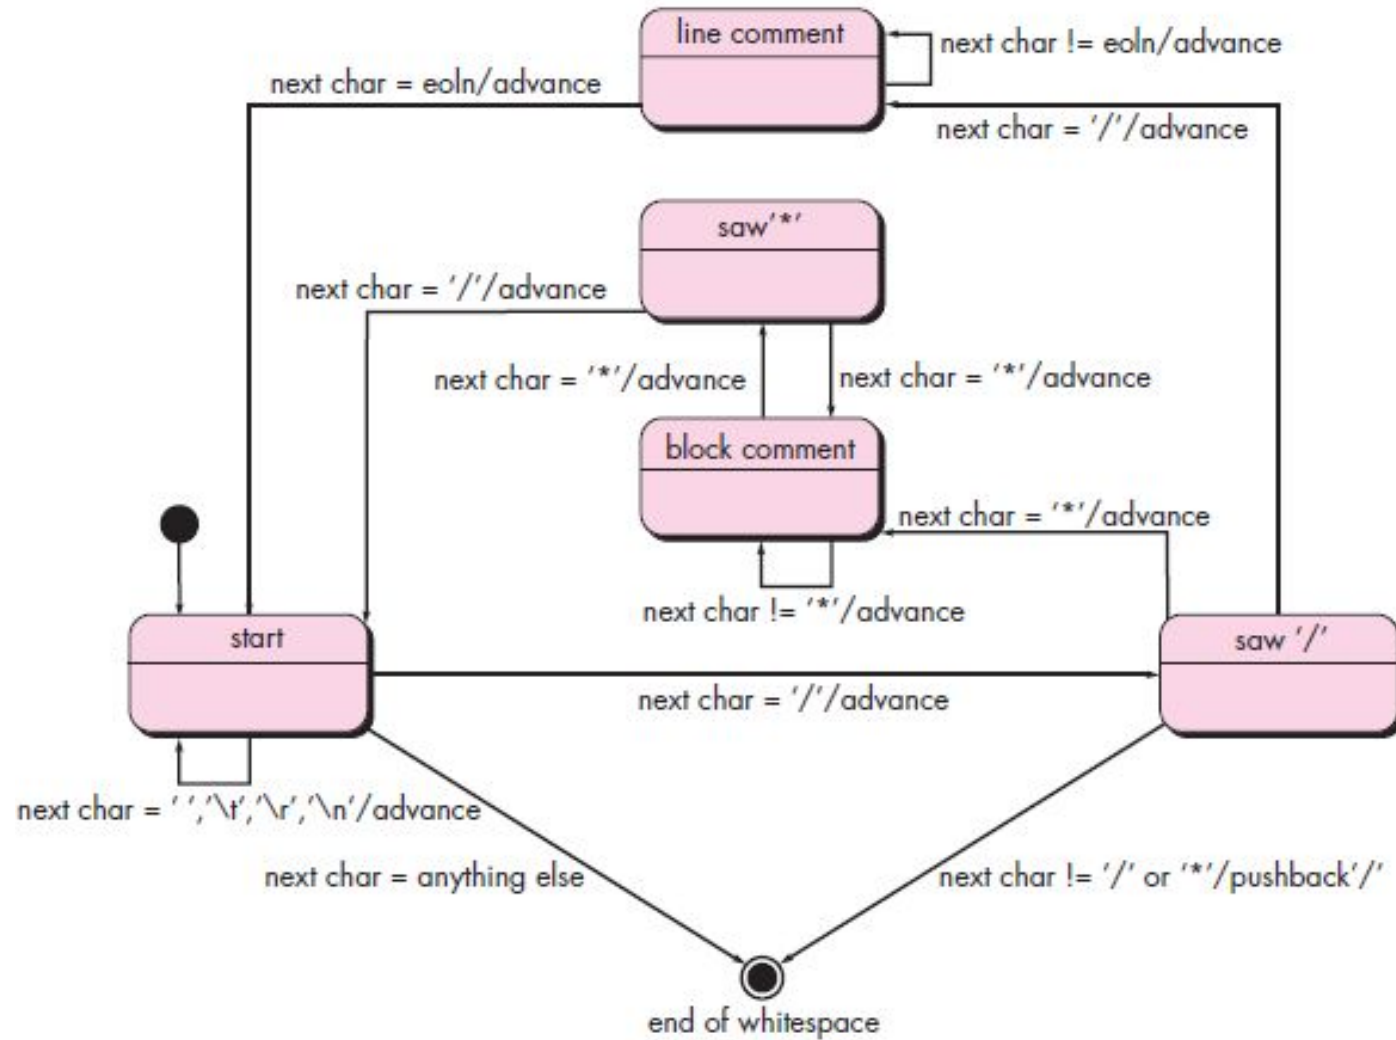 line comment
next char != eoln/advance
next char = eoln/advance
next char = '/'/advance
saw'*'
next char = '/'/advance
next char = '*'/advance
next char = '*'/advance
block comment
next char = '*'/advance
next char != '*'/advance
start
saw '/'
next char = '/'/advance
next char = ' ','\t','\r','\n'/advance
next char = anything else
next char != '/' or '*'/pushback'/'
end of whitespace